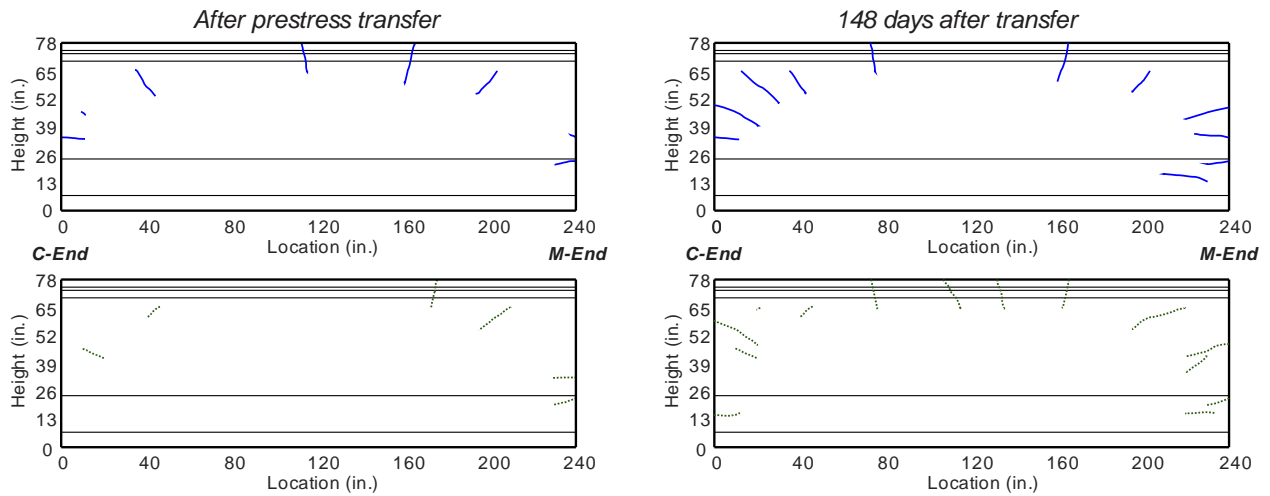 After prestress transfer
148 days after transfer
Height (in.)
78
65
52
39
26
13
0
0 40 80 120 160 200 240
Location (in.)
Height (in.)
78
65
52
39
26
13
0
0 40 80 120 160 200 240
Location (in.)
C-End M-End
C-End M-End
Height (in.)
78
65
52
39
26
13
0
0 40 80 120 160 200 240
Location (in.)
Height (in.)
78
65
52
39
26
13
0
0 40 80 120 160 200 240
Location (in.)